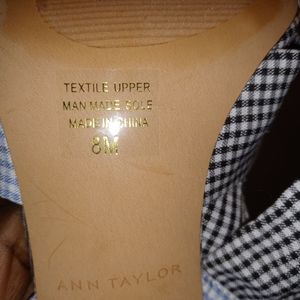 TEXTILE UPPER
MAN MADE SOLE
MADE IN CHINA
8M
ANN TAYLOR